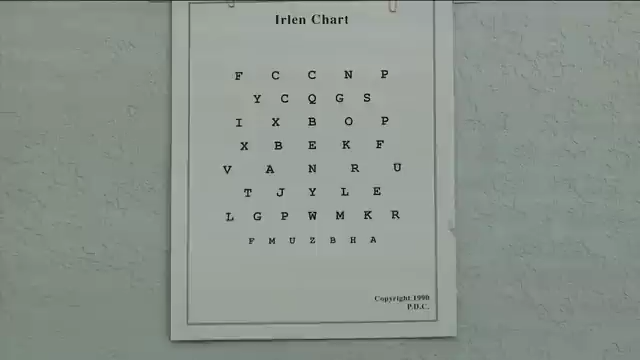 Irlen Chart
F C C N P
Y C Q G S
I X B O P
X B E K F
V A N R U
T J Y L E
L G P W M K R
F M U Z B H A
Copyright 1990
P.D.C.